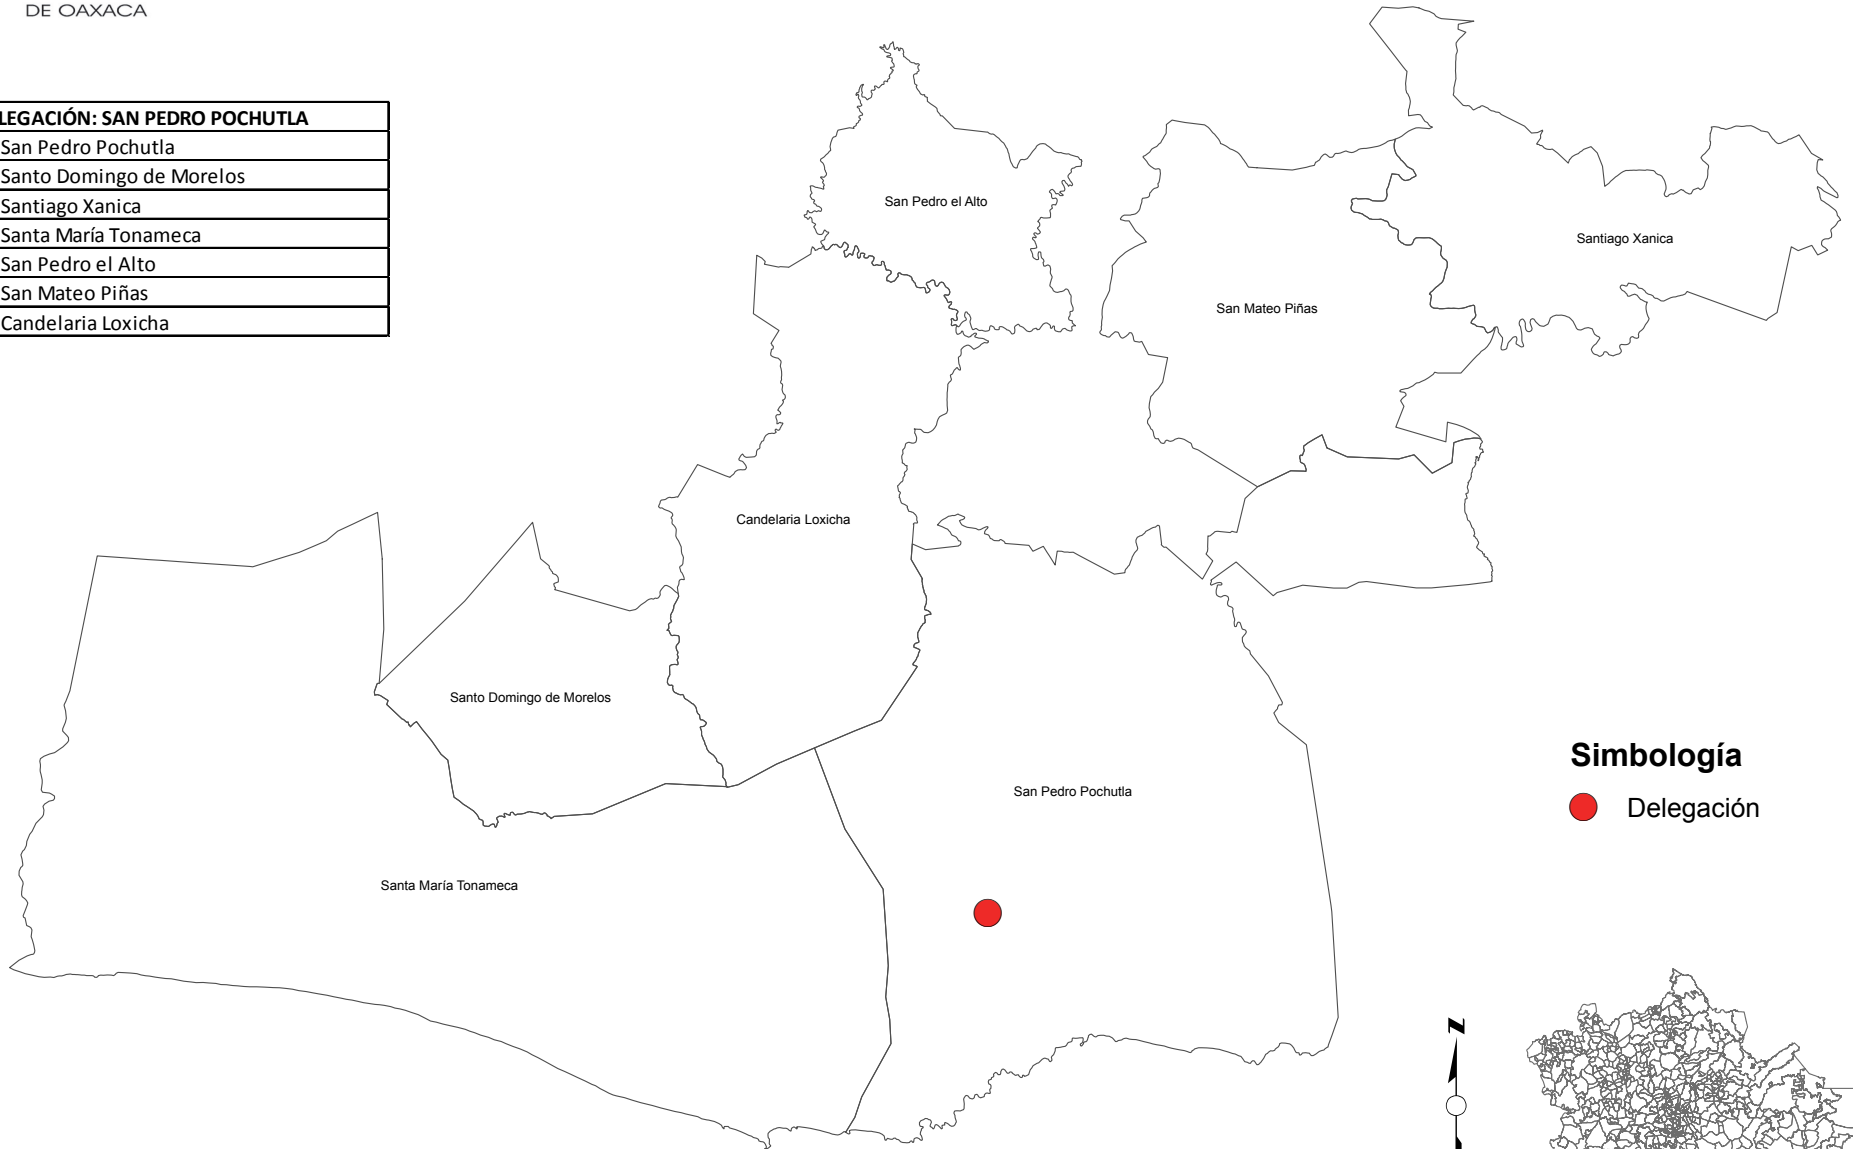 DE OAXACA
LEGACIÓN: SAN PEDRO POCHUTLA
San Pedro Pochutla
Santo Domingo de Morelos
Santiago Xanica
Santa María Tonameca
San Pedro el Alto
San Mateo Piñas
Candelaria Loxicha
San Pedro el Alto
Santiago Xanica
San Mateo Piñas
Candelaria Loxicha
Santo Domingo de Morelos
San Pedro Pochutla
Santa María Tonameca
Simbología
Delegación
N